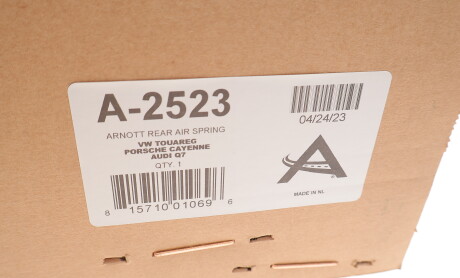 A-2523
04/24/23
ARNOTT REAR AIR SPRING
VW TOUAREG
PORSCHE CAYENNE
AUDI Q7
QTY. 1
MADE IN NL
8 15710 01069 6